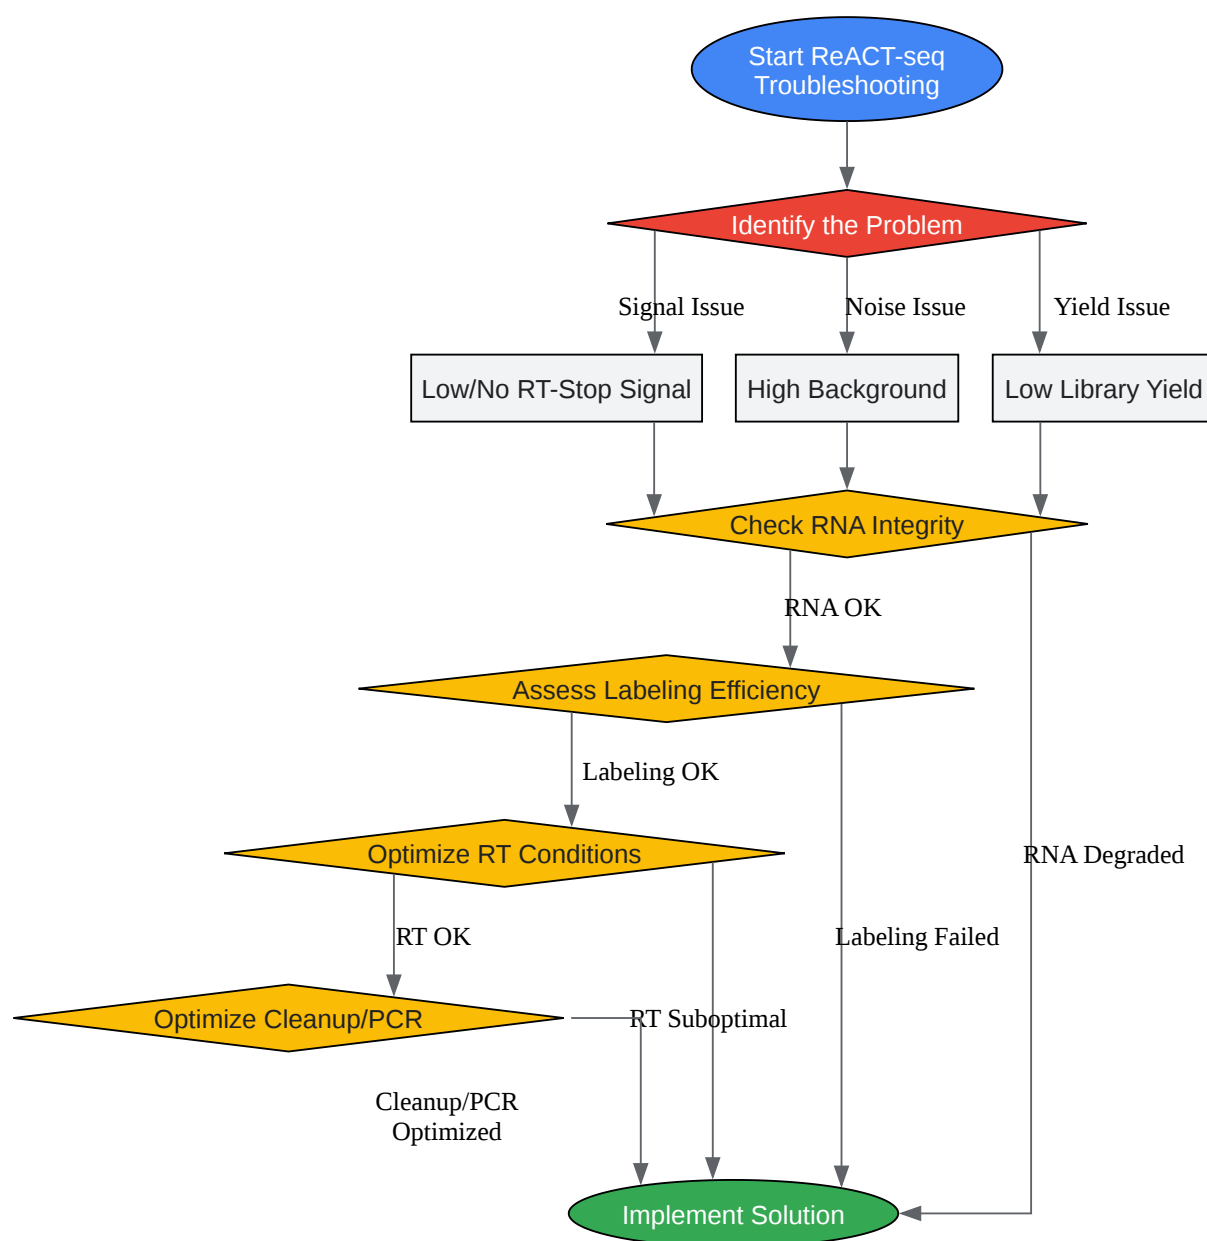 Start ReACT-seq
Troubleshooting
Identify the Problem
Signal Issue
Noise Issue
Yield Issue
Low/No RT-Stop Signal
High Background
Low Library Yield
Check RNA Integrity
RNA OK
Assess Labeling Efficiency
Labeling OK
Optimize RT Conditions
RNA Degraded
RT OK
Labeling Failed
Optimize Cleanup/PCR
RT Suboptimal
Cleanup/PCR
Optimized
Implement Solution